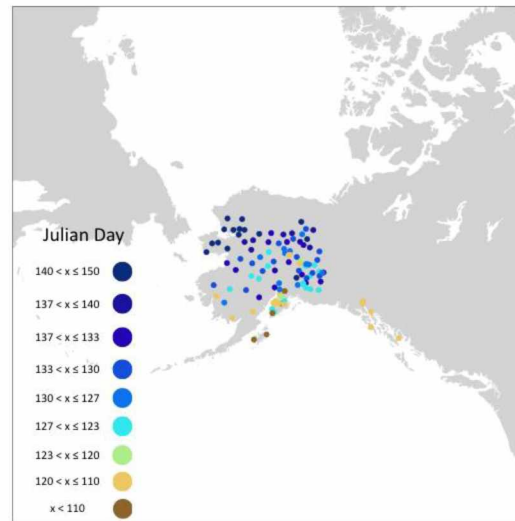 Julian Day
140 < x ≤ 150
137 < x ≤ 140
137 < x ≤ 133
133 < x ≤ 130
130 < x ≤ 127
127 < x ≤ 123
123 < x ≤ 120
120 < x ≤ 110
x < 110